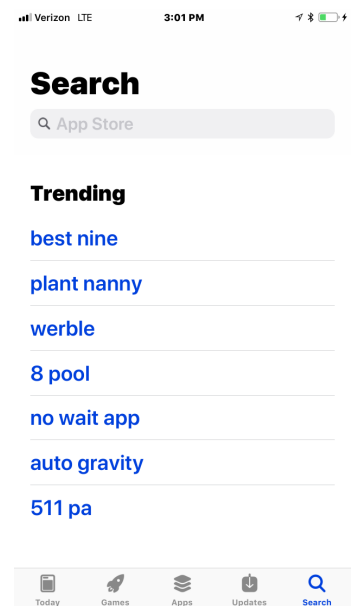 Verizon LTE 3:01 PM
Search
App Store
Trending
best nine
plant nanny
werble
8 pool
no wait app
auto gravity
511 pa
Today Games Apps Updates Search